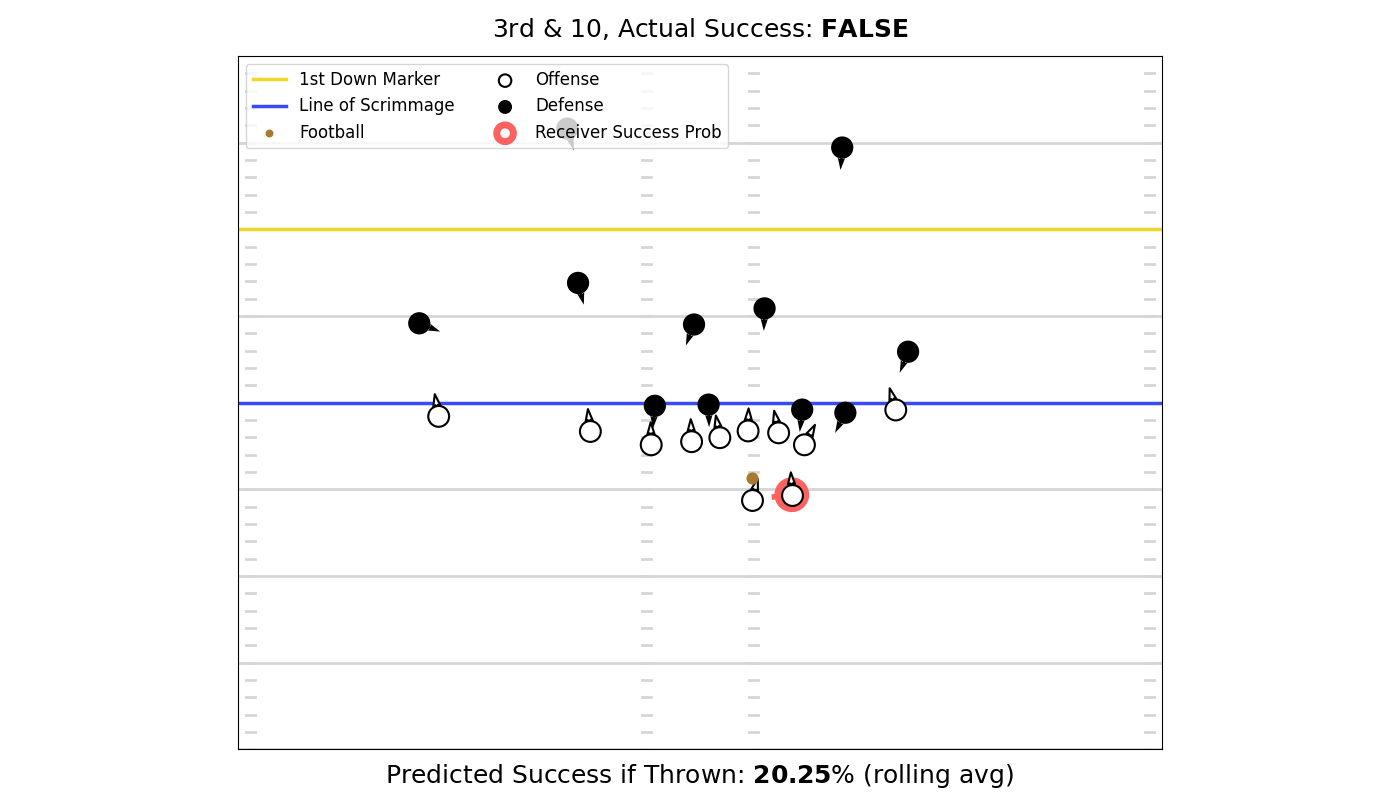 3rd & 10, Actual Success: FALSE
1st Down Marker
Line of Scrimmage
Football
Offense
Defense
Receiver Success Prob
Predicted Success if Thrown: 20.25% (rolling avg)